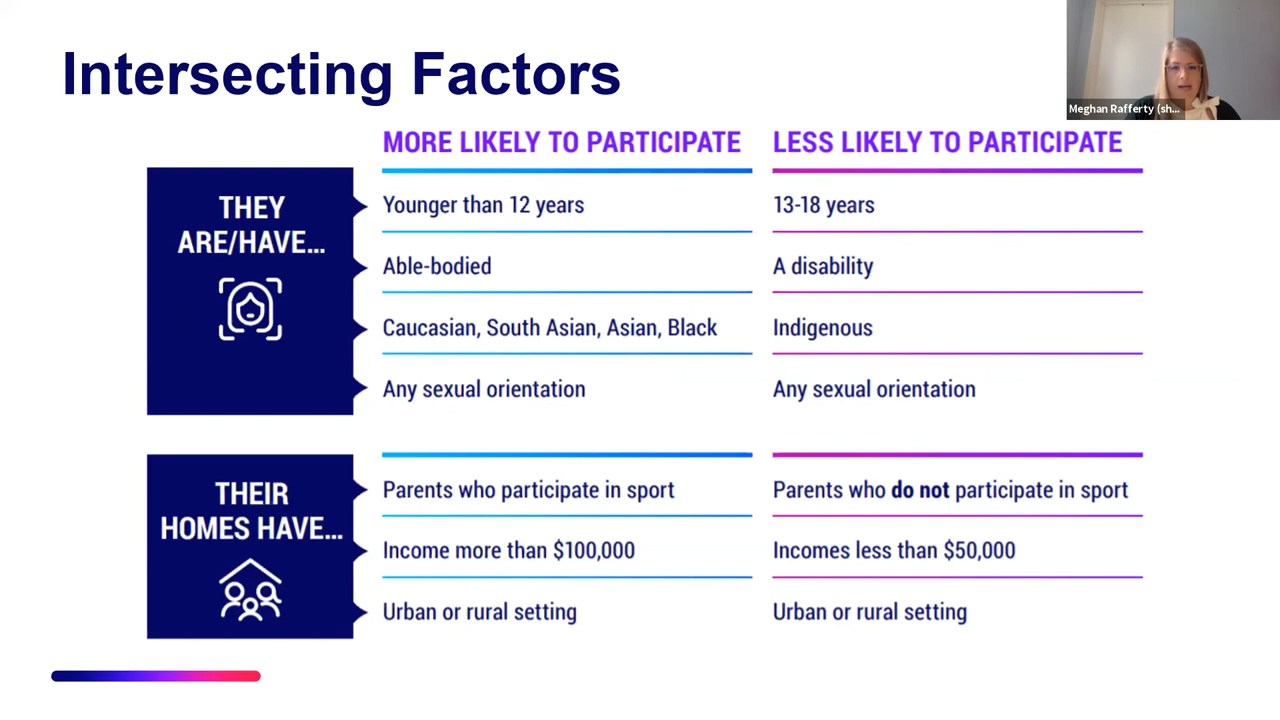 Intersecting Factors
Meghan Rafferty (sh...
MORE LIKELY TO PARTICIPATE
LESS LIKELY TO PARTICIPATE
THEY
ARE/HAVE...
Younger than 12 years
13-18 years
Able-bodied
A disability
Caucasian, South Asian, Asian, Black
Indigenous
Any sexual orientation
Any sexual orientation
THEIR
HOMES HAVE...
Parents who participate in sport
Parents who do not participate in sport
Income more than $100,000
Incomes less than $50,000
Urban or rural setting
Urban or rural setting